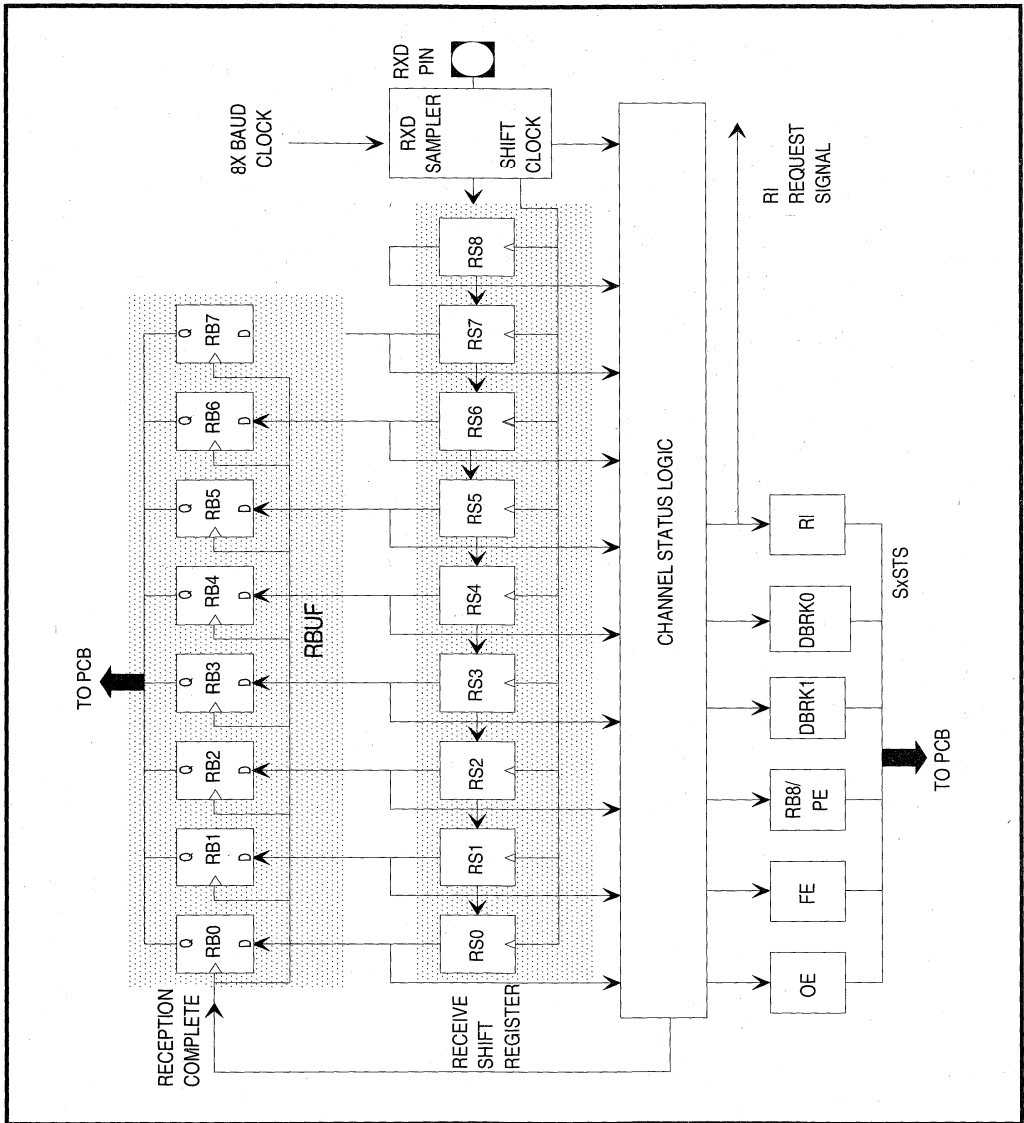 RXD
PIN
8X BAUD
CLOCK
RXD
SAMPLER
SHIFT
CLOCK
RI
REQUEST
SIGNAL
TO PCB
Q
RB0
D
Q
RB1
D
Q
RB2
D
Q
RB3
D
Q
RB4
D
Q
RB5
D
Q
RB6
D
Q
RB7
D
RBUF
RECEPTION
COMPLETE
RECEIVE
SHIFT
REGISTER
RS0
RS1
RS2
RS3
RS4
RS5
RS6
RS7
RS8
CHANNEL STATUS LOGIC
OE
FE
RB8/
PE
DBRK1
DBRK0
RI
SxSTS
TO PCB